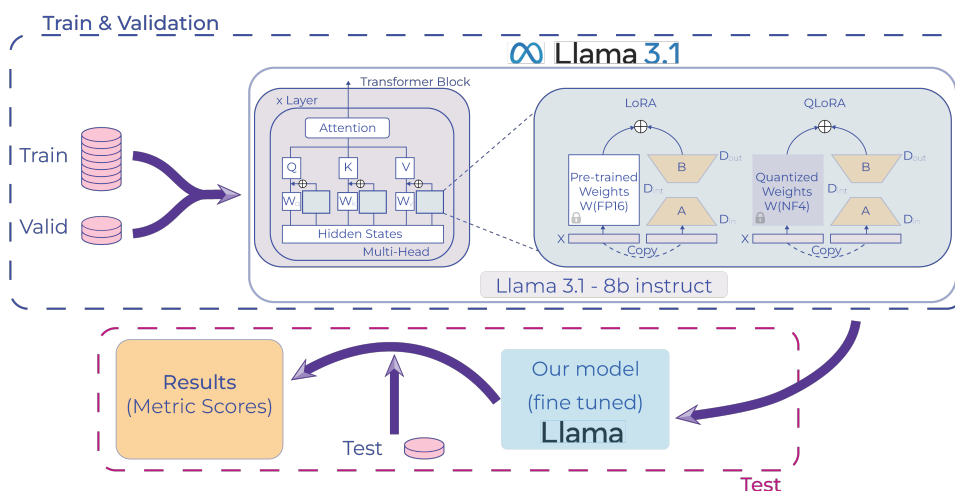 Train & Validation
Llama 3.1
Train
Valid
Transformer Block
x Layer
Attention
Q
K
V
W
W
W
Hidden States
Multi-Head
LoRA
Pre-trained
Weights
W(FP16)
B
A
Dout
Dint
Din
X
Copy
QLoRA
Quantized
Weights
W(NF4)
B
A
Dout
Dint
Din
X
Copy
Llama 3.1 - 8b instruct
Results
(Metric Scores)
Our model
(fine tuned)
Llama
Test
Test